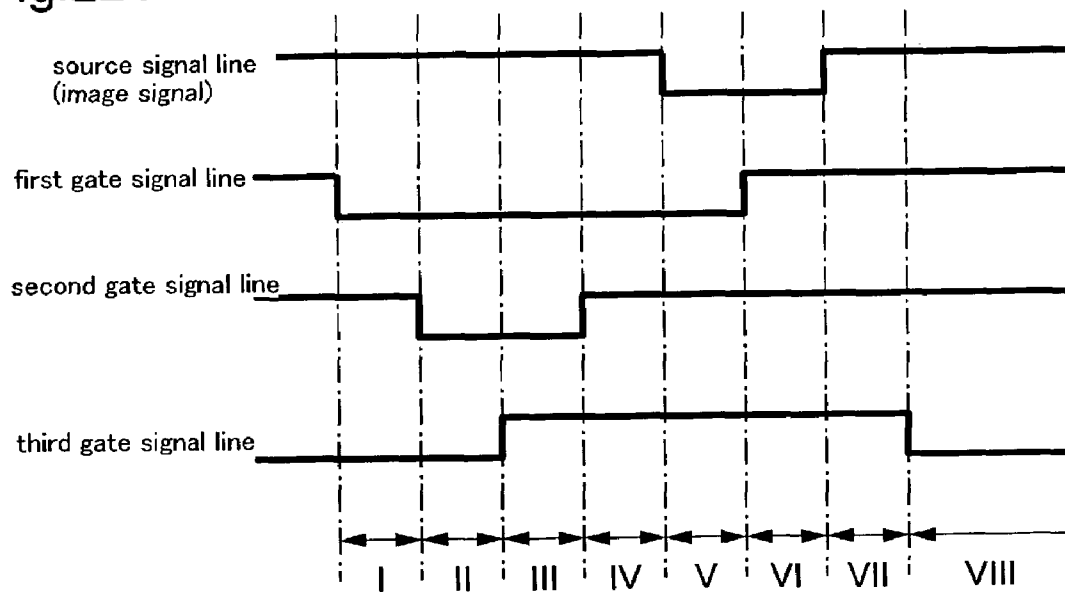 source signal line
(image signal)
first gate signal line
second gate signal line
third gate signal line
I II III IV V VI VII VIII